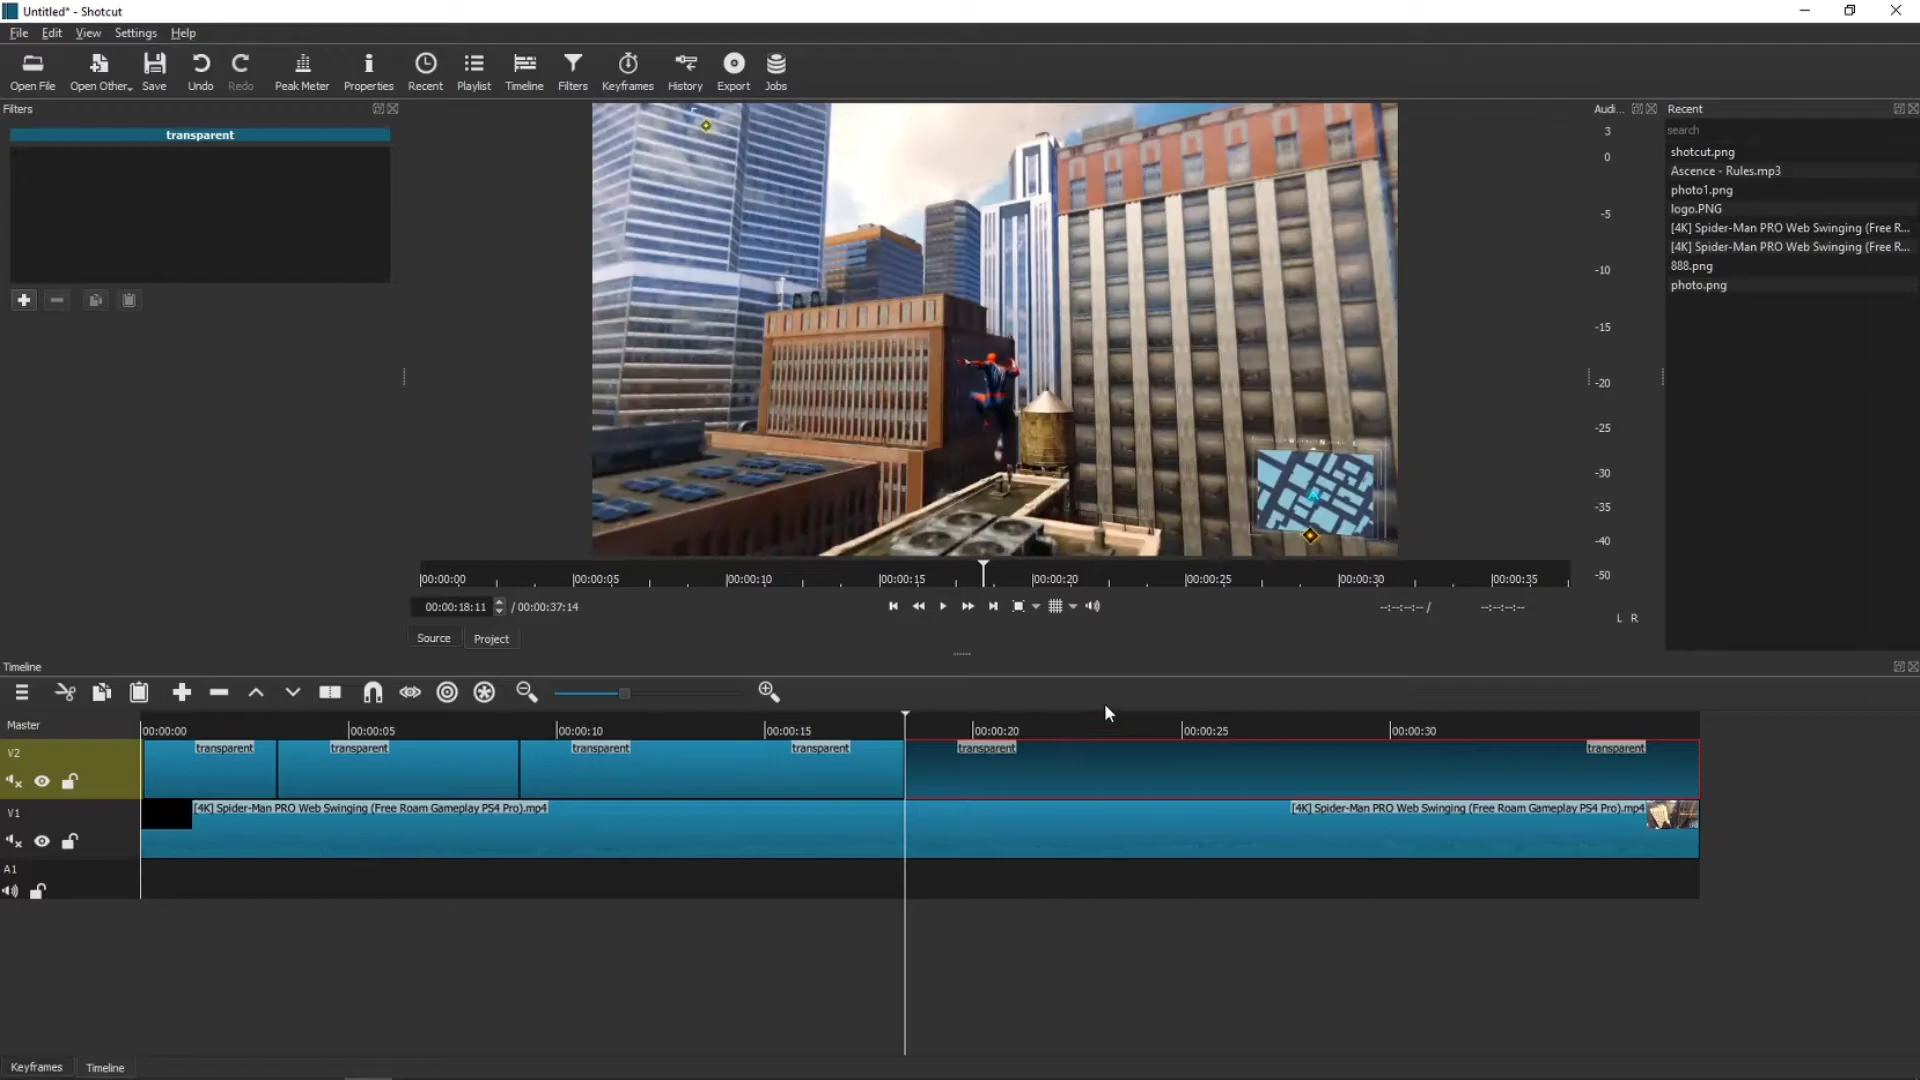 Untitled* - Shotcut
File Edit View Settings Help
Open File Open Other.. Save Undo Redo Peak Meter Properties Recent Playlist Timeline Filters Keyframes History Export Jobs
Filters
transparent
Audi...
3
0
-5
-10
-15
-20
-25
-30
-35
-40
-50
L R
Recent
search
shotcut.png
Ascence - Rules.mp3
photo1.png
logo.PNG
[4K] Spider-Man PRO Web Swinging (Free R...
[4K] Spider-Man PRO Web Swinging (Free R...
888.png
photo.png
00:00:00 00:00:05 00:00:10 00:00:15 00:00:20 00:00:25 00:00:30 00:00:35
00:00:18:11 / 00:00:37:14 --:--:--:-- / --:--:--:--
Source Project
Timeline
Master
00:00:00 00:00:05 00:00:10 00:00:15 00:00:20 00:00:25 00:00:30
V2
transparent transparent transparent transparent transparent transparent
V1
[4K] Spider-Man PRO Web Swinging (Free Roam Gameplay PS4 Pro).mp4 [4K] Spider-Man PRO Web Swinging (Free Roam Gameplay PS4 Pro).mp4
A1
Keyframes Timeline